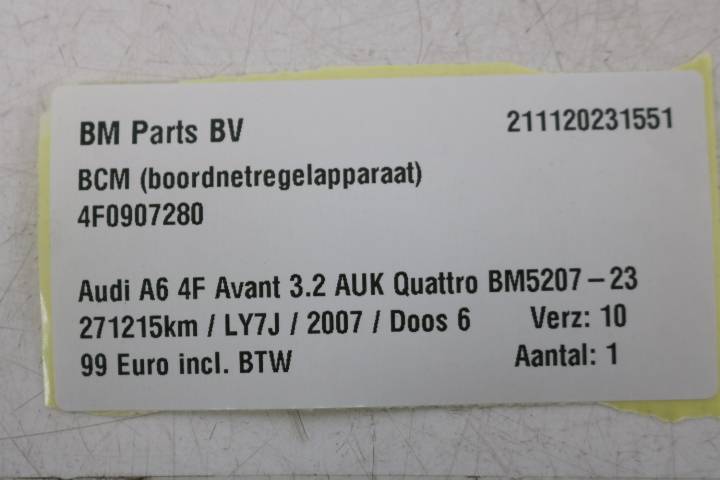 BM Parts BV 211120231551
BCM (boordnetregelapparaat)
4F0907280
Audi A6 4F Avant 3.2 AUK Quattro BM5207-23
271215km / LY7J / 2007 / Doos 6 Verz: 10
99 Euro incl. BTW Aantal: 1